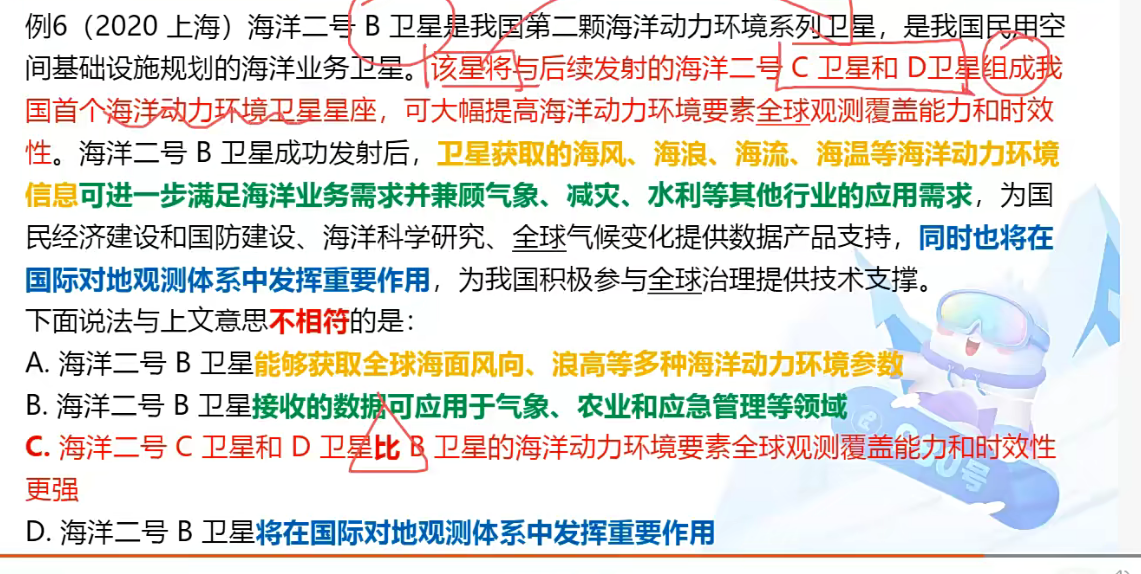 例6（2020 上海）海洋二号 B 卫星是我国第二颗海洋动力环境系列卫星，是我国民用空
间基础设施规划的海洋业务卫星。该星将与后续发射的海洋二号 C 卫星和 D卫星组成我
国首个海洋动力环境卫星星座，可大幅提高海洋动力环境要素全球观测覆盖能力和时效
性。海洋二号 B 卫星成功发射后，卫星获取的海风、海浪、海流、海温等海洋动力环境
信息可进一步满足海洋业务需求并兼顾气象、减灾、水利等其他行业的应用需求，为国
民经济建设和国防建设、海洋科学研究、全球气候变化提供数据产品支持，同时也将在
国际对地观测体系中发挥重要作用，为我国积极参与全球治理提供技术支撑。
下面说法与上文意思不相符的是：
A. 海洋二号 B 卫星能够获取全球海面风向、浪高等多种海洋动力环境参数
B. 海洋二号 B 卫星接收的数据可应用于气象、农业和应急管理等领域
C. 海洋二号 C 卫星和 D 卫星比 B 卫星的海洋动力环境要素全球观测覆盖能力和时效性
更强
D. 海洋二号 B 卫星将在国际对地观测体系中发挥重要作用